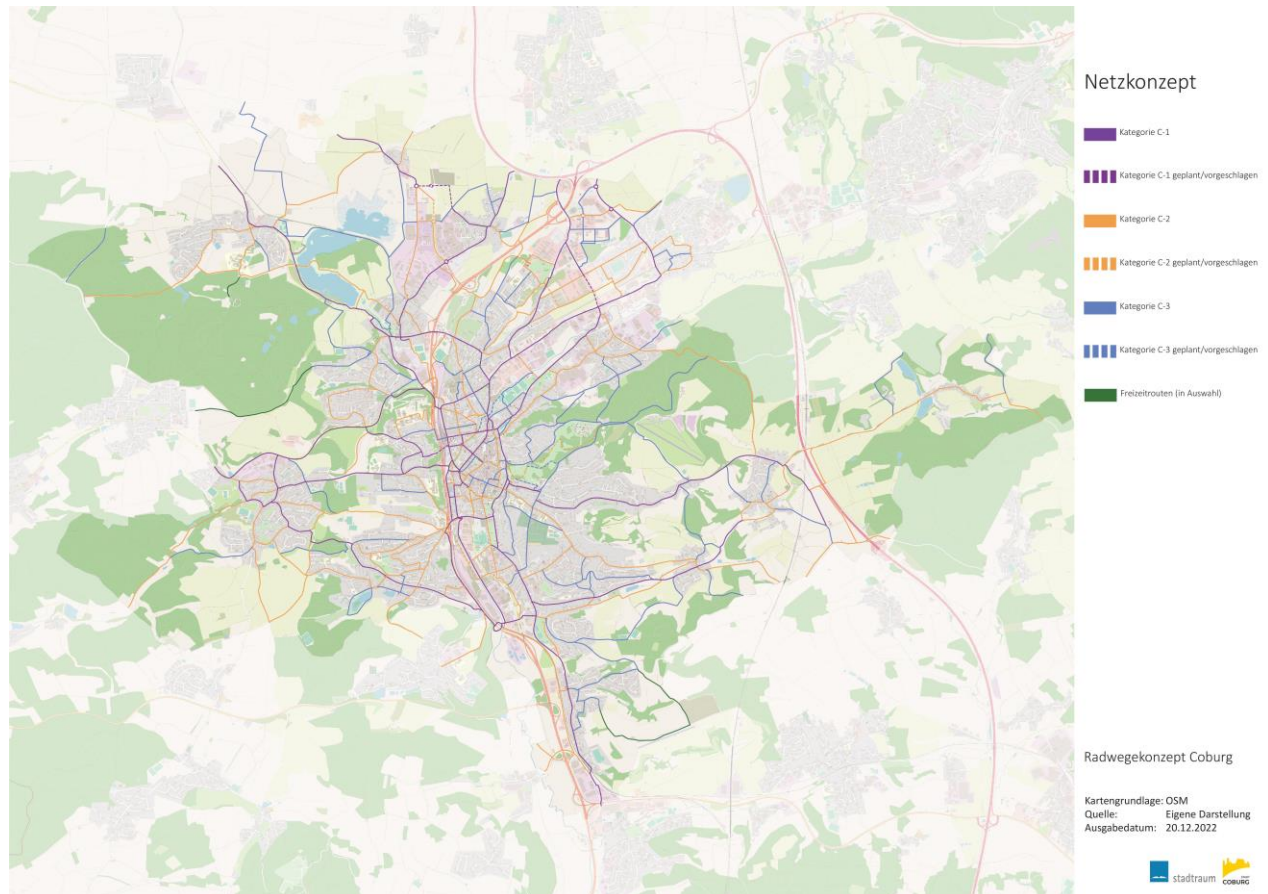 Netzkonzept
Kategorie C-1
Kategorie C-1 geplant/vorgeschlagen
Kategorie C-2
Kategorie C-2 geplant/vorgeschlagen
Kategorie C-3
Kategorie C-3 geplant/vorgeschlagen
Freizeitrouten (in Auswahl)
Radwegekonzept Coburg
Kartengrundlage: OSM
Quelle: Eigene Darstellung
Ausgabedatum: 20.12.2022
stadtraum
COBURG